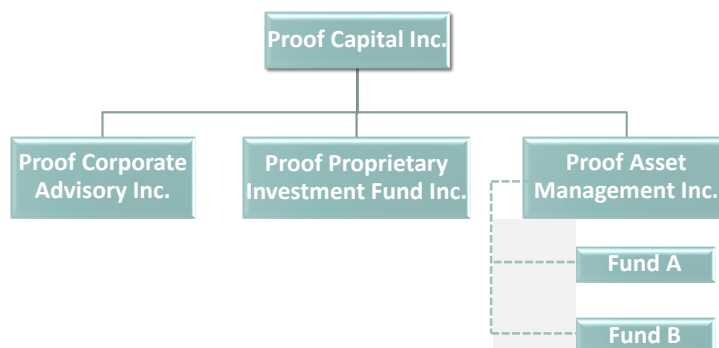 Proof Capital Inc.
Proof Corporate
Advisory Inc.
Proof Proprietary
Investment Fund Inc.
Proof Asset
Management Inc.
Fund A
Fund B